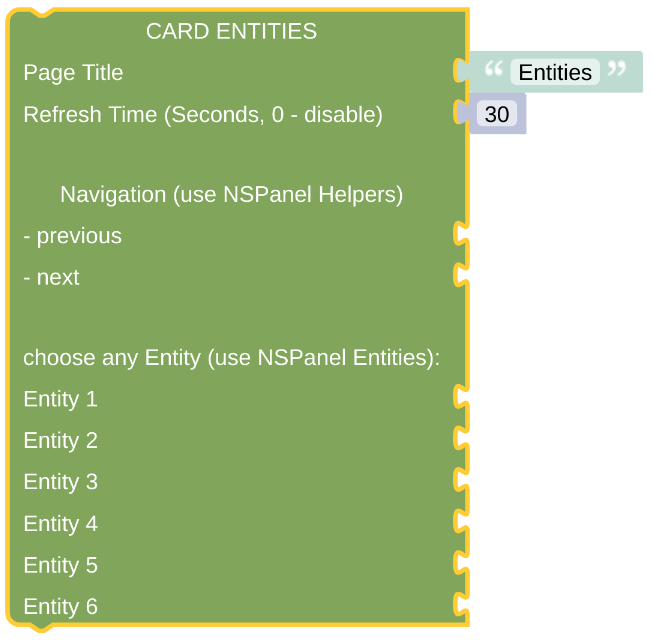 CARD ENTITIES
Page Title “ Entities ”
Refresh Time (Seconds, 0 - disable) 30
Navigation (use NSPanel Helpers)
- previous
- next
choose any Entity (use NSPanel Entities):
Entity 1
Entity 2
Entity 3
Entity 4
Entity 5
Entity 6